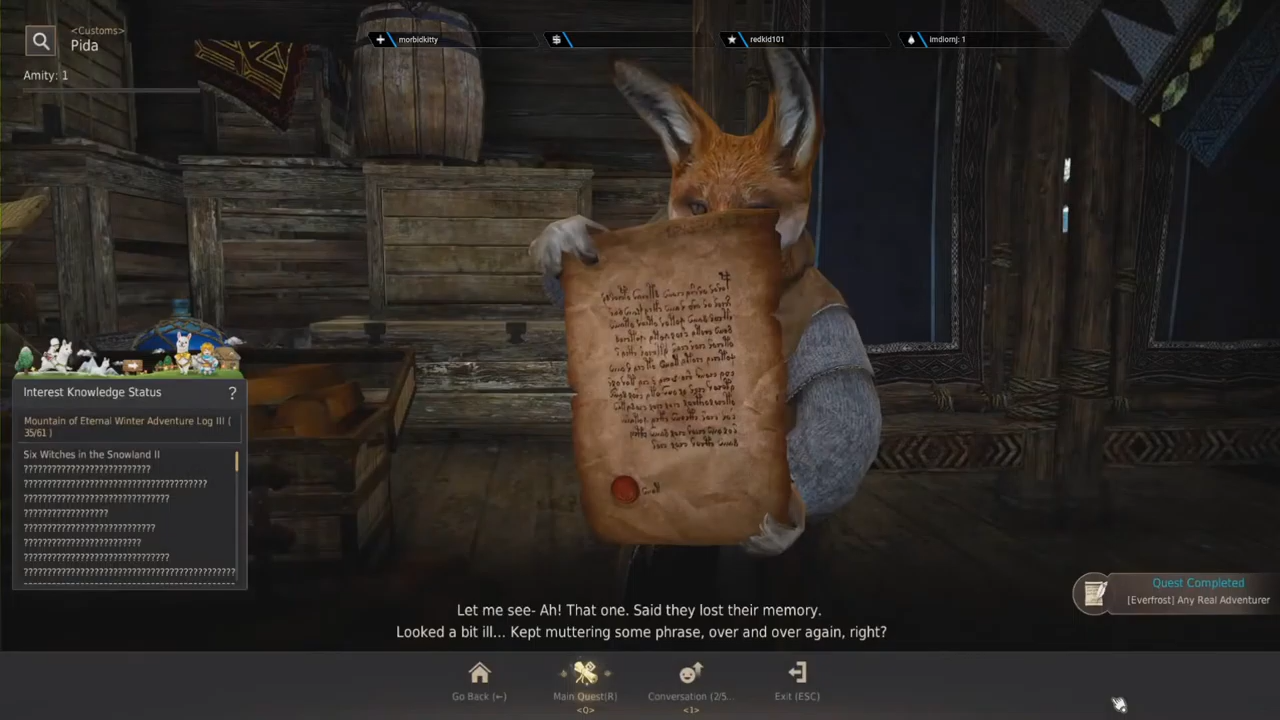 <Customs>
Pida
Amity: 1
morbidkitty
redkid101
imdiomj: 1
Interest Knowledge Status
?
Mountain of Eternal Winter Adventure Log III (
35/61 )
Six Witches in the Snowland II
???????????????????????????
???????????????????????????????????????
???????????????????????????????
??????????????????
????????????????????????????
?????????????????????????
???????????????????????????????
?????????????????????????????????????????????
Quest Completed
[Everfrost] Any Real Adventurer
Let me see- Ah! That one. Said they lost their memory.
Looked a bit ill... Kept muttering some phrase, over and over again, right?
Go Back (←)
Main Quest(R)
Conversation (2/5...
Exit (ESC)
<Q>
<1>